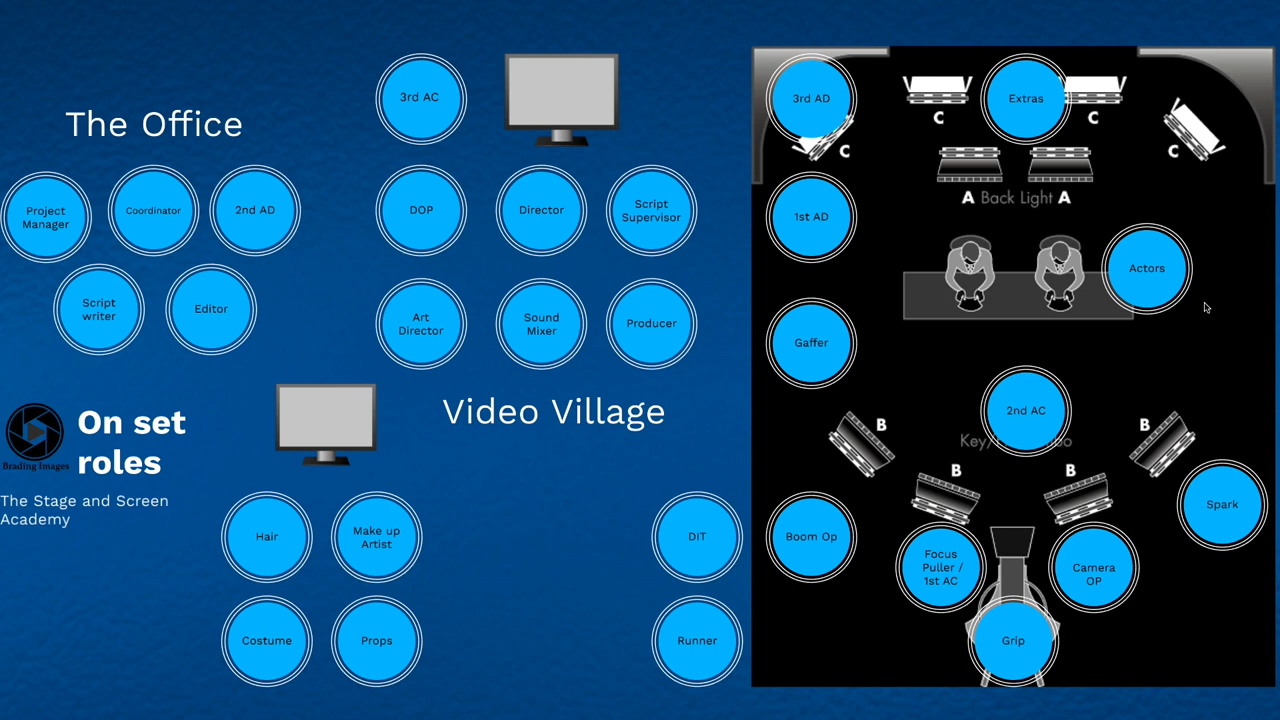 The Office
Project
Manager
Coordinator
2nd AD
Script
writer
Editor
Brading Images
On set
roles
The Stage and Screen
Academy
3rd AC
DOP
Director
Script
Supervisor
Art
Director
Sound
Mixer
Producer
Video Village
Hair
Make up
Artist
Costume
Props
DIT
Runner
3rd AD
Extras
C
C
C
C
A Back Light A
1st AD
Actors
Gaffer
2nd AC
Key/
B
B
B
B
Spark
Boom Op
Focus
Puller /
1st AC
Camera
OP
Grip